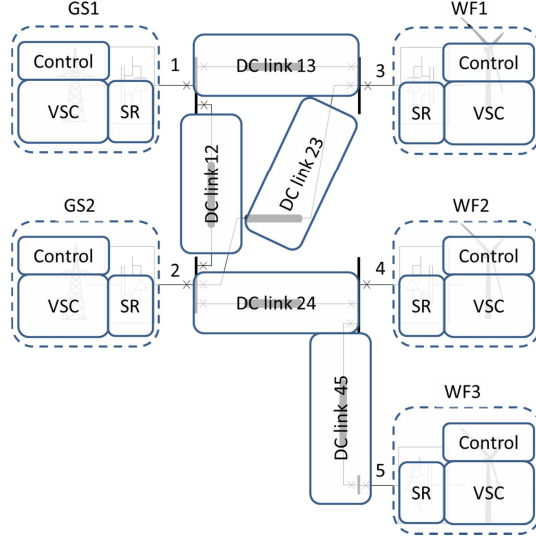 GS1
WF1
Control
VSC
SR
1
DC link 13
3
Control
SR
VSC
DC link 12
DC link 23
GS2
WF2
Control
VSC
SR
2
DC link 24
4
Control
SR
VSC
DC link 45
WF3
5
Control
SR
VSC